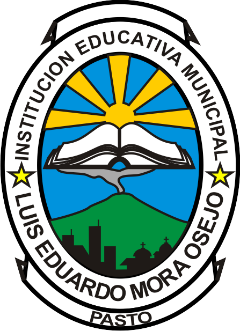 INSTITUCION EDUCATIVA MUNICIPAL
LUIS EDUARDO MORA OSEJO
PASTO